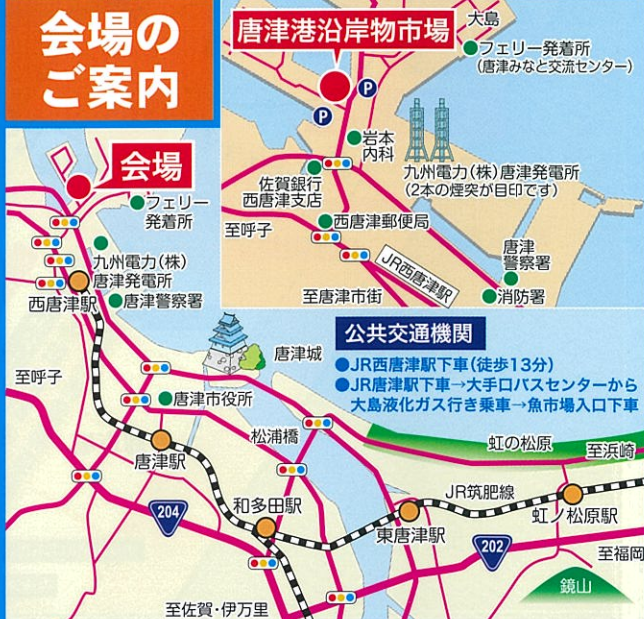 会場の
ご案内
唐津港沿岸物市場
大島
フェリー発着所
(唐津みなと交流センター)
P
P
岩本
内科
九州電力(株)唐津発電所
(2本の煙突が目印です)
佐賀銀行
西唐津支店
西唐津郵便局
至呼子
JR西唐津駅
唐津
警察署
消防署
至唐津市街
会場
フェリー
発着所
九州電力(株)
唐津発電所
西唐津駅
唐津警察署
公共交通機関
●JR西唐津駅下車(徒歩13分)
●JR唐津駅下車→大手口バスセンターから
大島液化ガス行き乗車→魚市場入口下車
唐津城
至呼子
唐津市役所
松浦橋
虹の松原
至浜崎
唐津駅
JR筑肥線
204
和多田駅
東唐津駅
虹ノ松原駅
202
至福岡
鏡山
至佐賀・伊万里